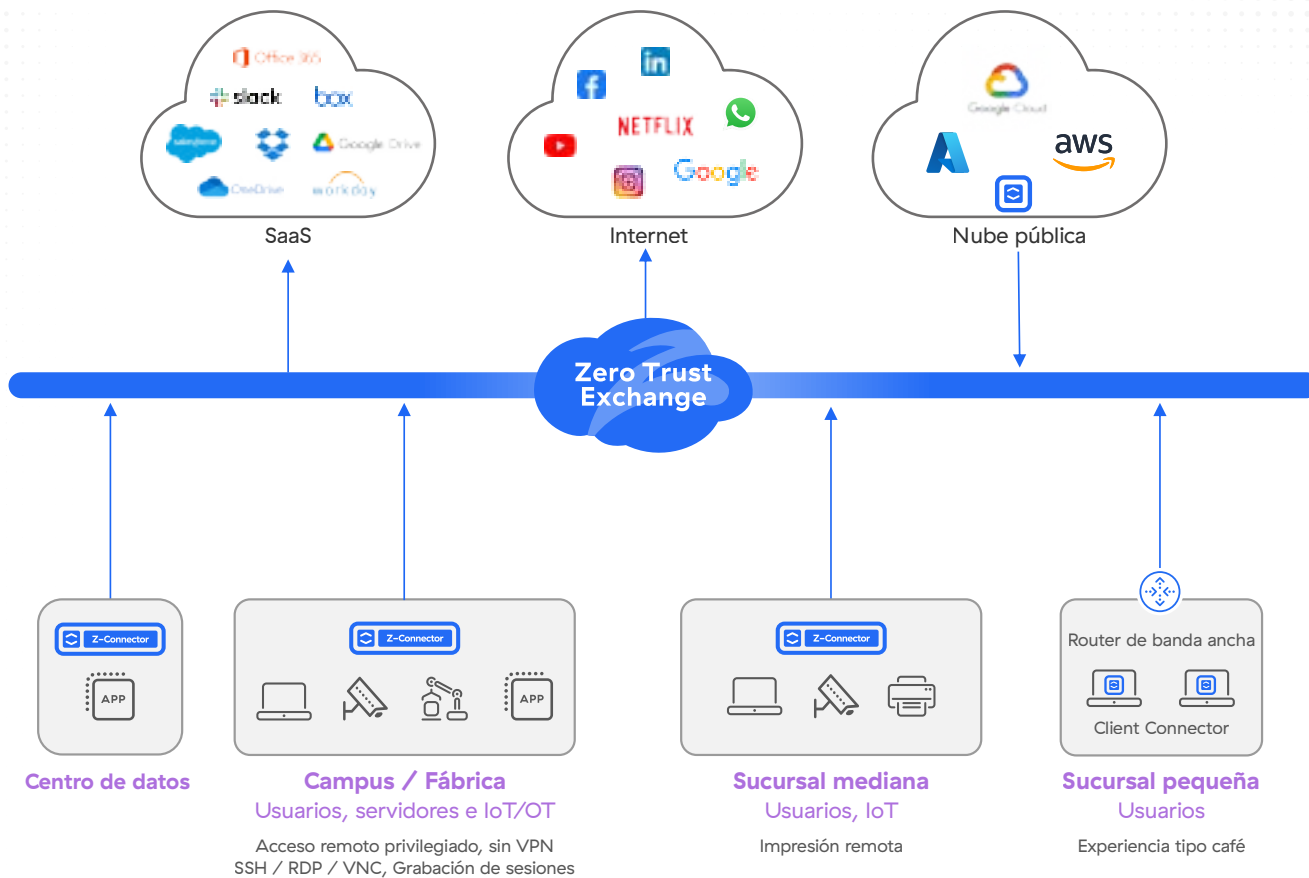 Office 365
slack
box
salesforce
Google Drive
OneDrive
workday
SaaS
NETFLIX
Google
Internet
Google Cloud
aws
Nube pública
Zero Trust
Exchange
Z-Connector
APP
Centro de datos
Z-Connector
APP
Campus / Fábrica
Usuarios, servidores e IoT/OT
Acceso remoto privilegiado, sin VPN
SSH / RDP / VNC, Grabación de sesiones
Z-Connector
Sucursal mediana
Usuarios, IoT
Impresión remota
Router de banda ancha
Client Connector
Sucursal pequeña
Usuarios
Experiencia tipo café